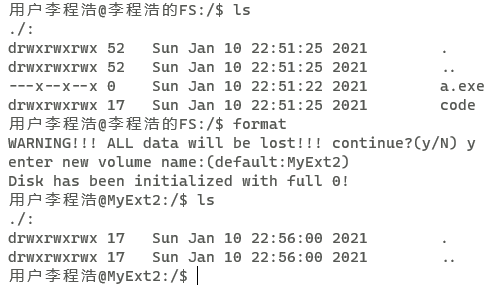 用户李程浩@李程浩的FS:/$ ls
./:
drwxrwxrwx 52   Sun Jan 10 22:51:25 2021        .
drwxrwxrwx 52   Sun Jan 10 22:51:25 2021        ..
---x--x--x 0    Sun Jan 10 22:51:22 2021        a.exe
drwxrwxrwx 17   Sun Jan 10 22:51:25 2021        code
用户李程浩@李程浩的FS:/$ format
WARNING!!! ALL data will be lost!!! continue?(y/N) y
enter new volume name:(default:MyExt2)
Disk has been initialized with full 0!
用户李程浩@MyExt2:/$ ls
./:
drwxrwxrwx 17   Sun Jan 10 22:56:00 2021        .
drwxrwxrwx 17   Sun Jan 10 22:56:00 2021        ..
用户李程浩@MyExt2:/$